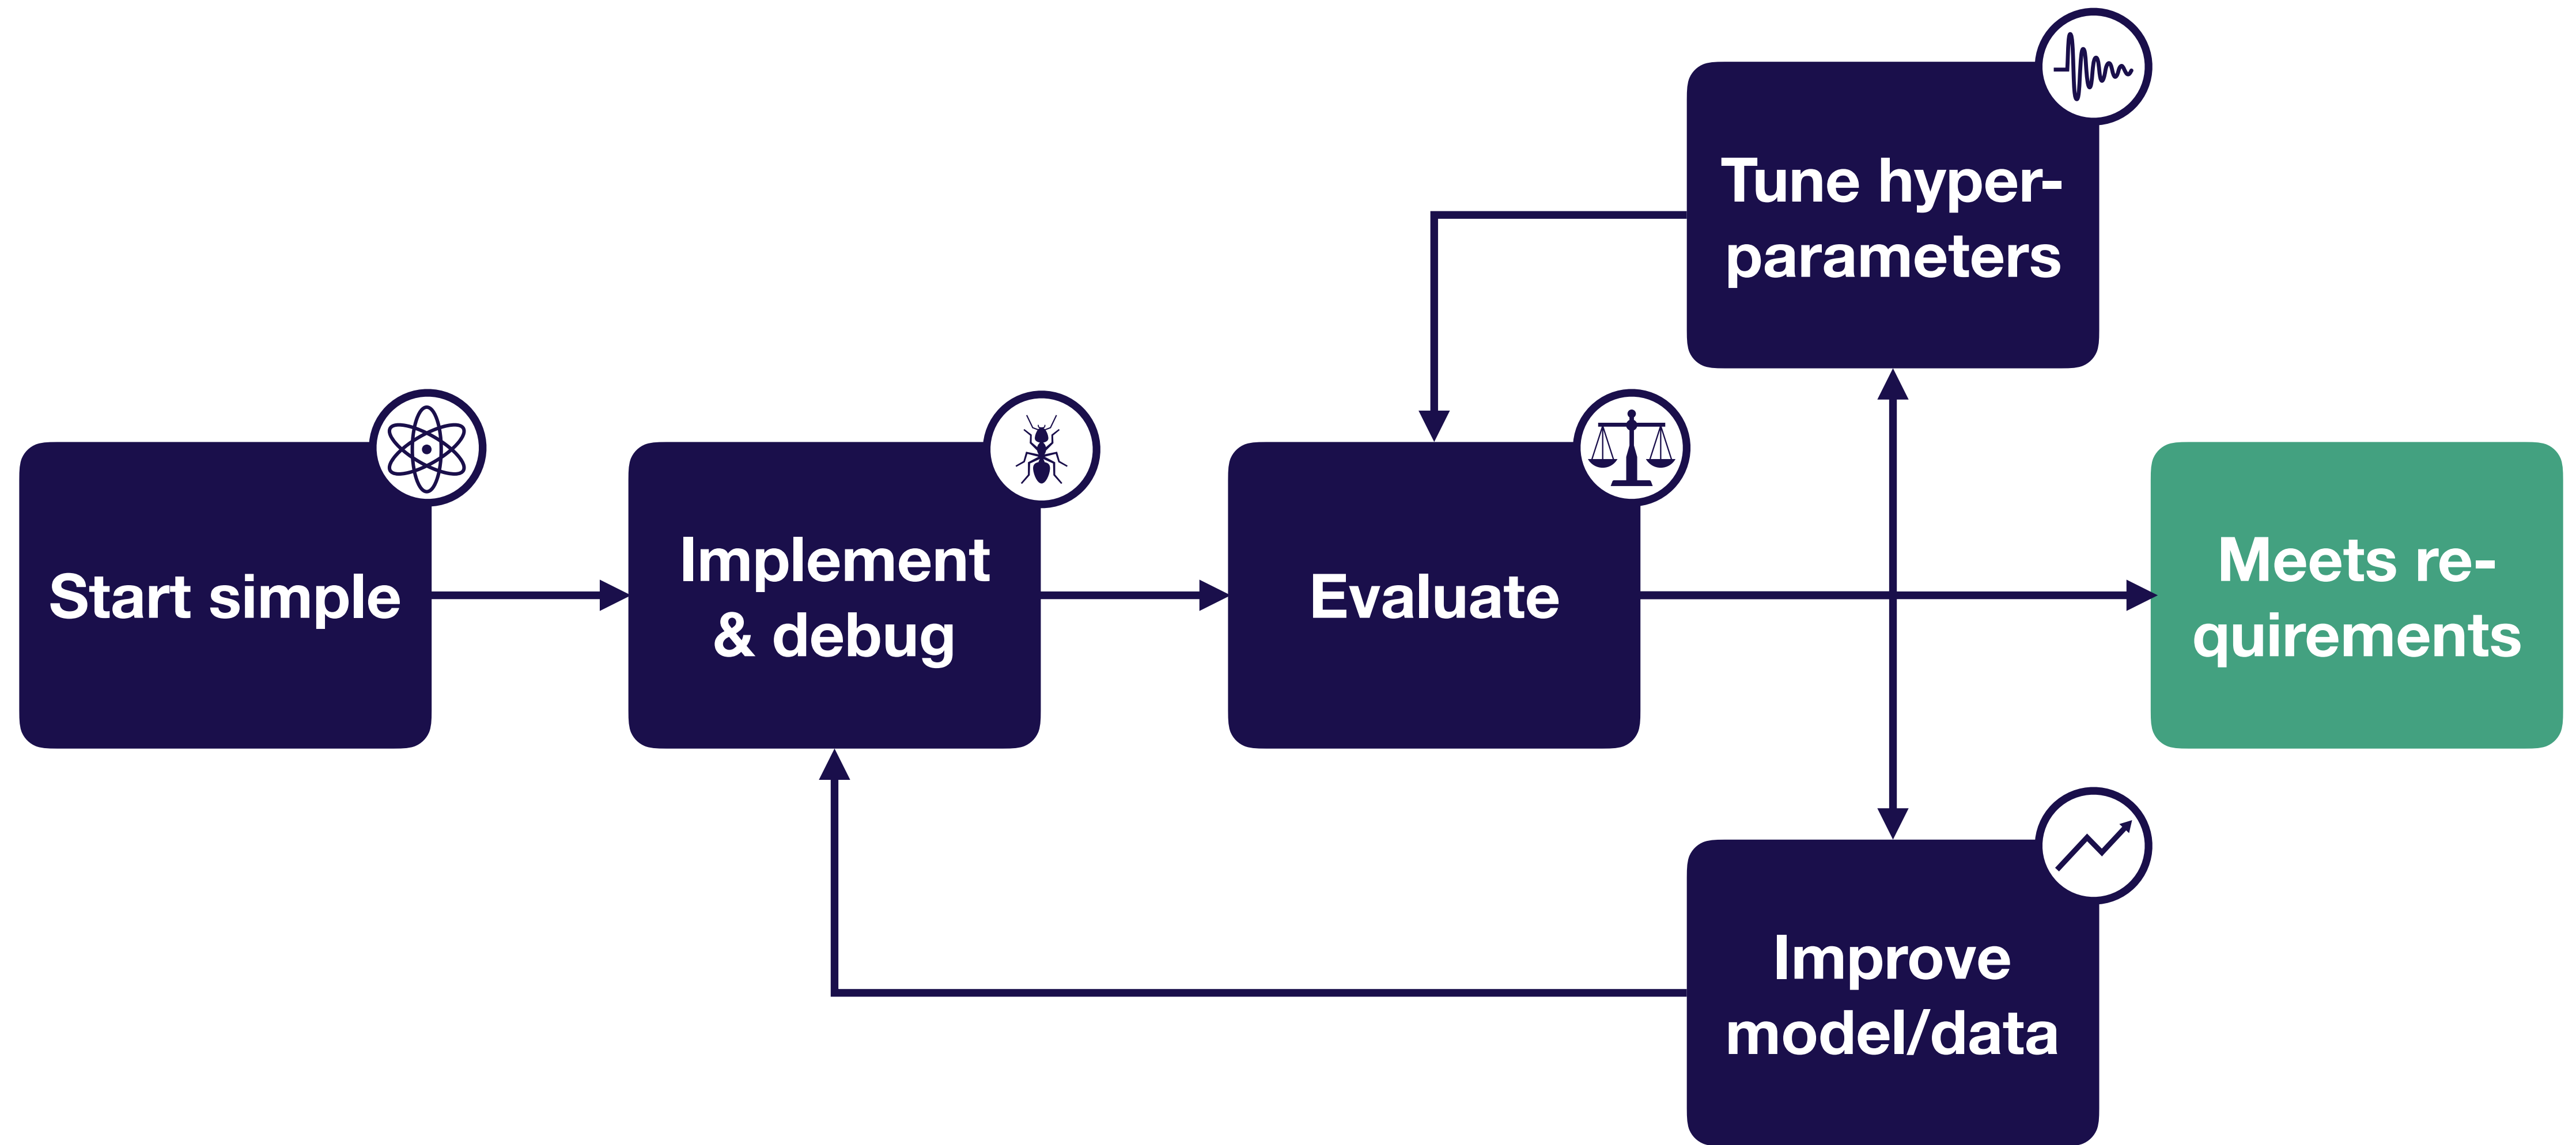 Tune hyper-
parameters
Start simple
Implement
& debug
Evaluate
Meets re-
quirements
Improve
model/data